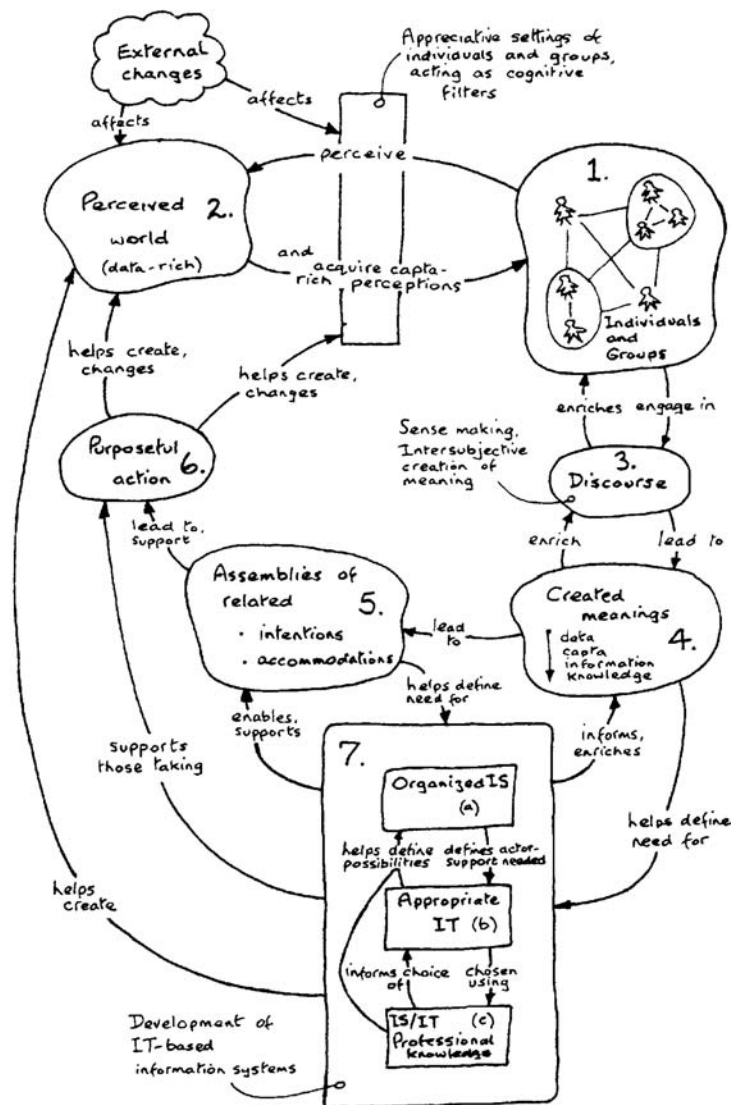 External
changes
Appreciative settings of
individuals and groups,
acting as cognitive
filters
affects
affects
perceive
1.
Perceived 2.
world
(data-rich)
and
acquire capta-
rich perceptions
Individuals
and
Groups
helps create,
changes
helps create,
changes
enriches engage in
Sense making,
Intersubjective
creation of
meaning
3.
Discourse
Purposeful
action 6.
lead to,
support
enrich
lead to
Assemblies of
related 5.
· intentions
· accommodations
lead
to
Created
meanings
4.
data
capta
information
knowledge
helps define
need for
enables,
supports
informs,
enriches
supports
those taking
7.
Organized IS
(a)
helps define
need for
helps define defines actor-
possibilities support needed
helps
create
Appropriate
IT (b)
informs choice
of
chosen
using
IS/IT (c)
Professional
knowledge
Development of
IT-based
information systems